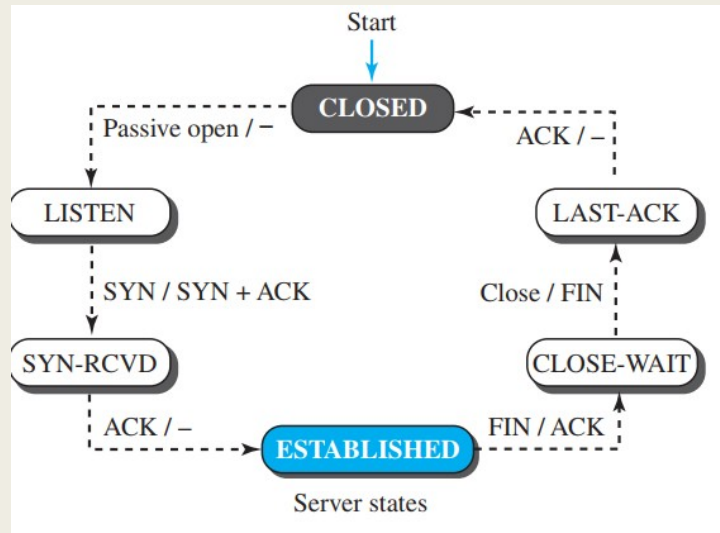 Start
CLOSED
Passive open / –
ACK / –
LISTEN
LAST-ACK
SYN / SYN + ACK
Close / FIN
SYN-RCVD
CLOSE-WAIT
ACK / –
FIN / ACK
ESTABLISHED
Server states